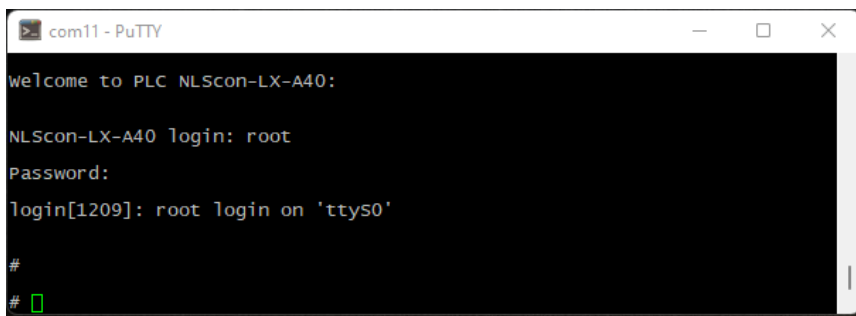 com11 - PuTTY
Welcome to PLC NLScon-LX-A40:
NLScon-LX-A40 login: root
Password:
login[1209]: root login on 'ttyS0'
#
#